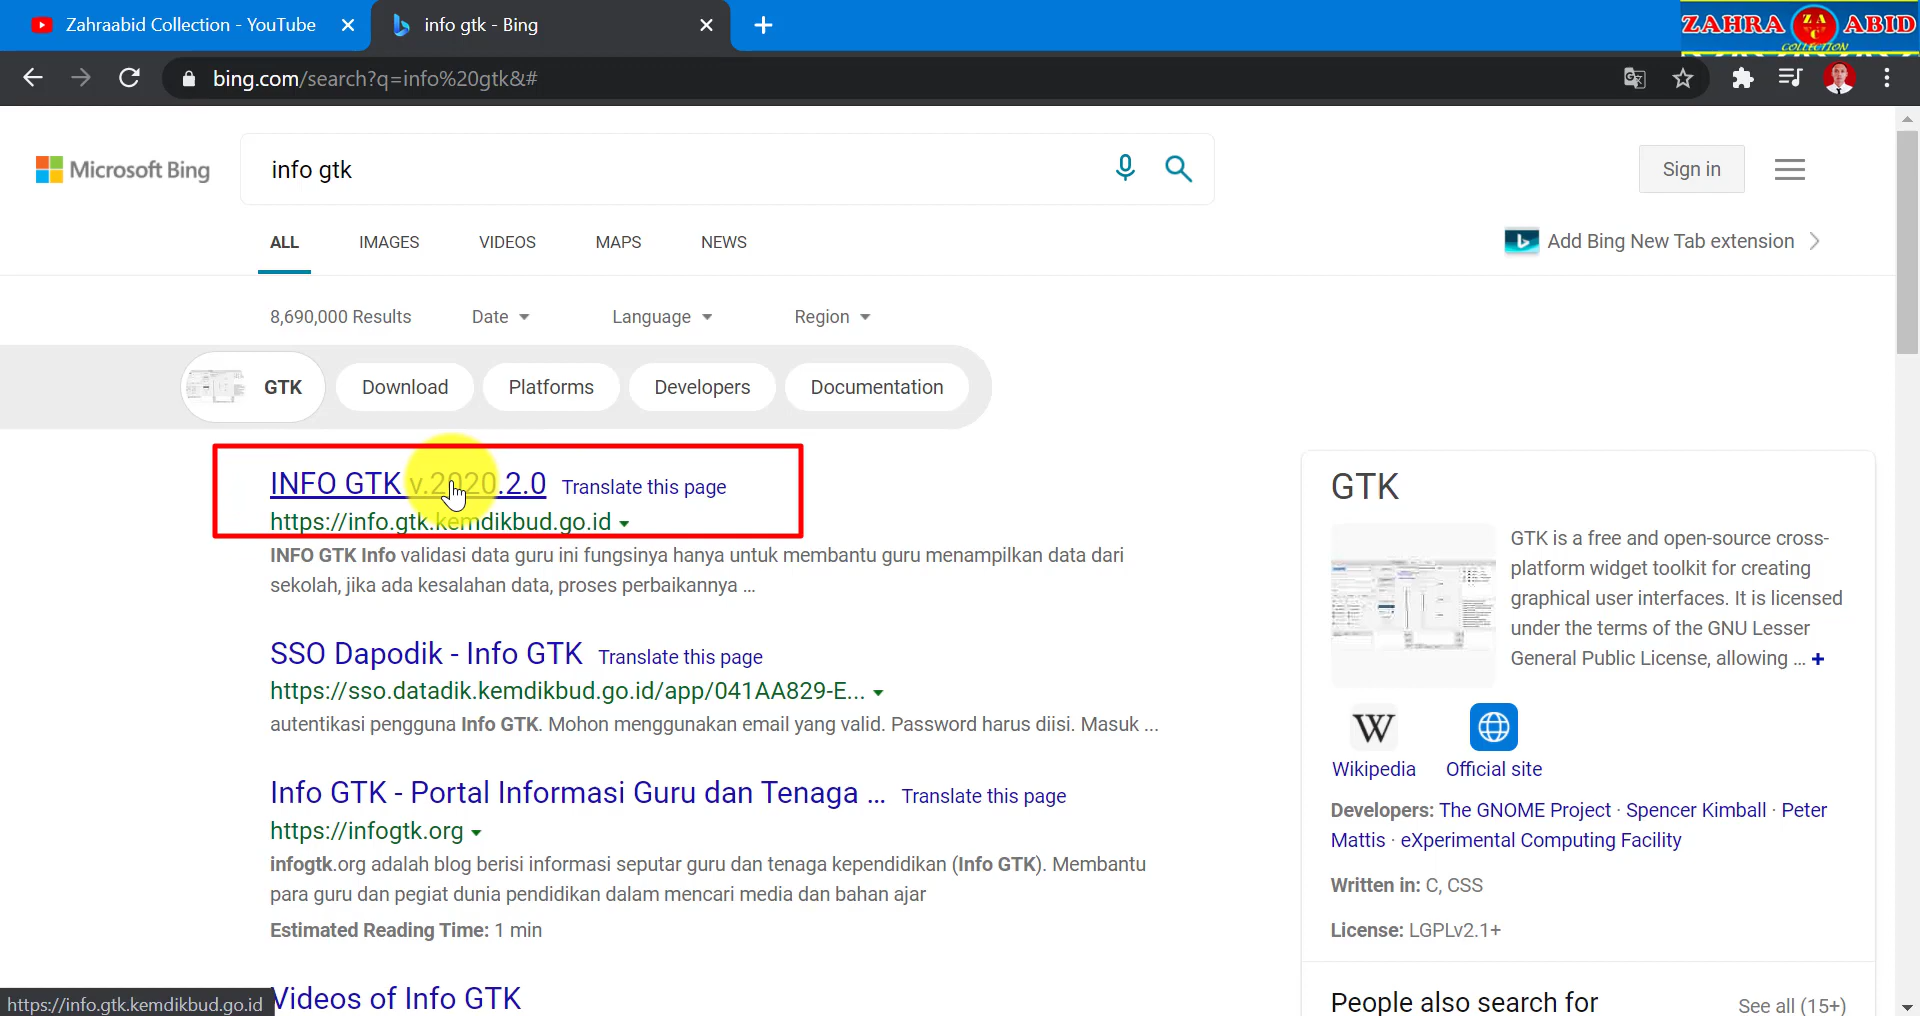 Zahraabid Collection - YouTube
info gtk - Bing
ZAHRA ZA C ABID
COLLECTION
bing.com/search?q=info%20gtk&#
Microsoft Bing
info gtk
Sign in
ALL
IMAGES
VIDEOS
MAPS
NEWS
Add Bing New Tab extension
8,690,000 Results
Date
Language
Region
GTK
Download
Platforms
Developers
Documentation
INFO GTK v.2020.2.0 Translate this page
https://info.gtk.kemdikbud.go.id
INFO GTK Info validasi data guru ini fungsinya hanya untuk membantu guru menampilkan data dari
sekolah, jika ada kesalahan data, proses perbaikannya ...
SSO Dapodik - Info GTK Translate this page
https://sso.datadik.kemdikbud.go.id/app/041AA829-E...
autentikasi pengguna Info GTK. Mohon menggunakan email yang valid. Password harus diisi. Masuk ...
Info GTK - Portal Informasi Guru dan Tenaga ... Translate this page
https://infogtk.org
infogtk.org adalah blog berisi informasi seputar guru dan tenaga kependidikan (Info GTK). Membantu
para guru dan pegiat dunia pendidikan dalam mencari media dan bahan ajar
Estimated Reading Time: 1 min
Videos of Info GTK
https://info.gtk.kemdikbud.go.id
GTK
GTK is a free and open-source cross-
platform widget toolkit for creating
graphical user interfaces. It is licensed
under the terms of the GNU Lesser
General Public License, allowing ... +
W
Wikipedia
Official site
Developers: The GNOME Project · Spencer Kimball · Peter
Mattis · eXperimental Computing Facility
Written in: C, CSS
License: LGPLv2.1+
People also search for
See all (15+)